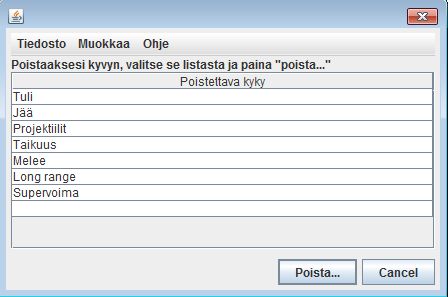 Tiedosto Muokkaa Ohje
Poistaaksesi kyvyn, valitse se listasta ja paina "poista..."
Poistettava kyky
Tuli
Jää
Projektiilit
Taikuus
Melee
Long range
Supervoima
Poista... Cancel